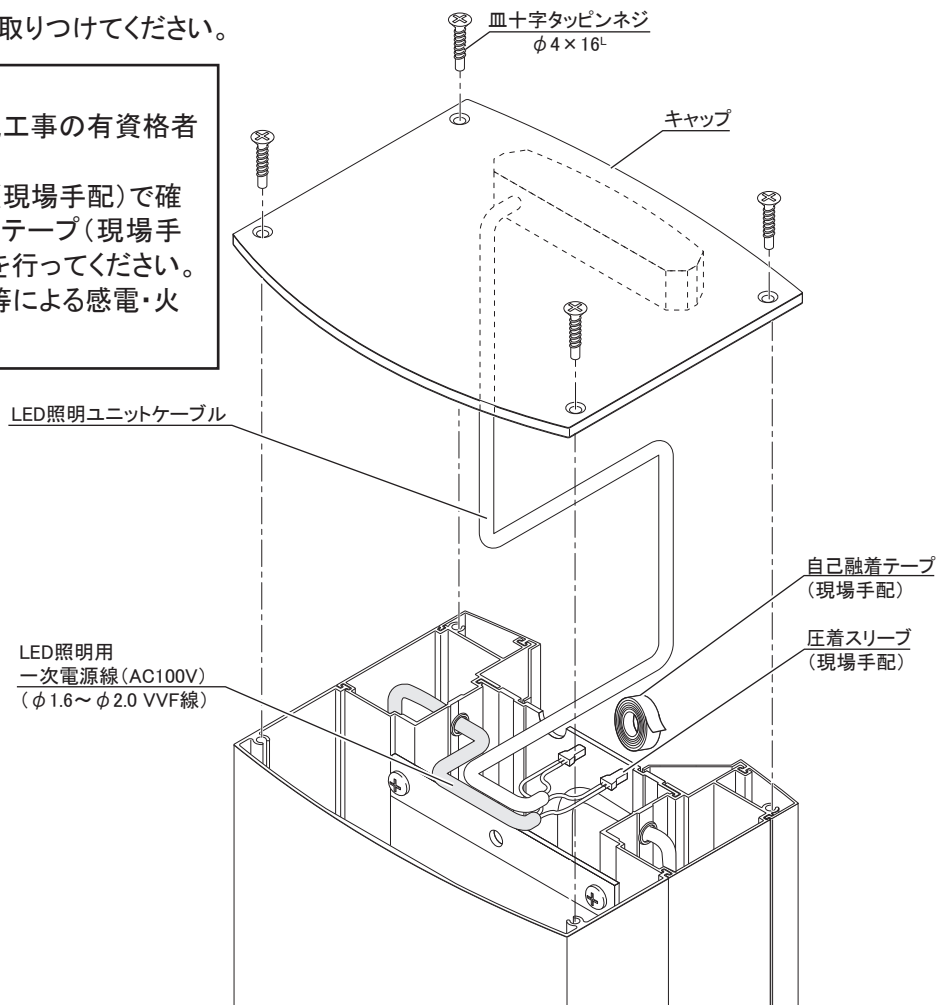 取りつけてください。
工事の有資格者
現場手配)で確
テープ(現場手
を行ってください。
等による感電・火
皿十字タッピンネジ
φ4×16L
キャップ
LED照明ユニットケーブル
自己融着テープ
(現場手配)
圧着スリーブ
(現場手配)
LED照明用
一次電源線(AC100V)
(φ1.6~φ2.0 VVF線)